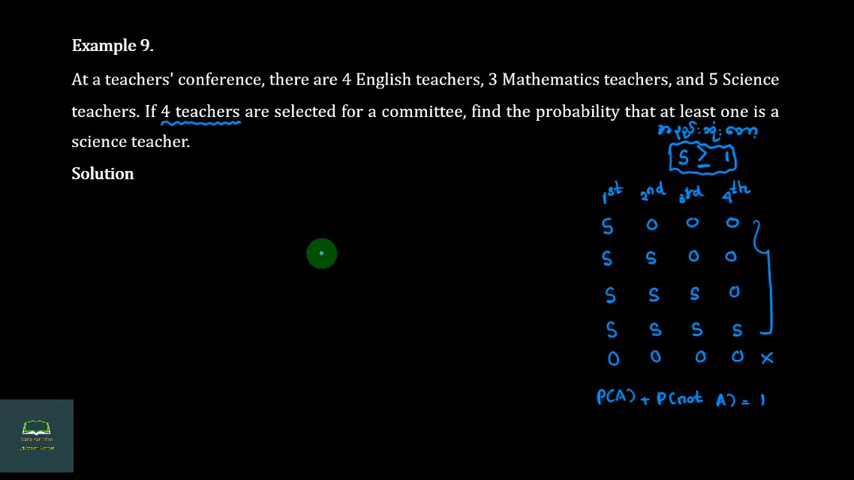 Example 9.
At a teachers' conference, there are 4 English teachers, 3 Mathematics teachers, and 5 Science
teachers. If 4 teachers are selected for a committee, find the probability that at least one is a
science teacher.
Solution
S ≥ 1
1st 2nd 3rd 4th
S O O O
S S O O
S S S O
S S S S
O O O O ×
P(A) + P(not A) = 1